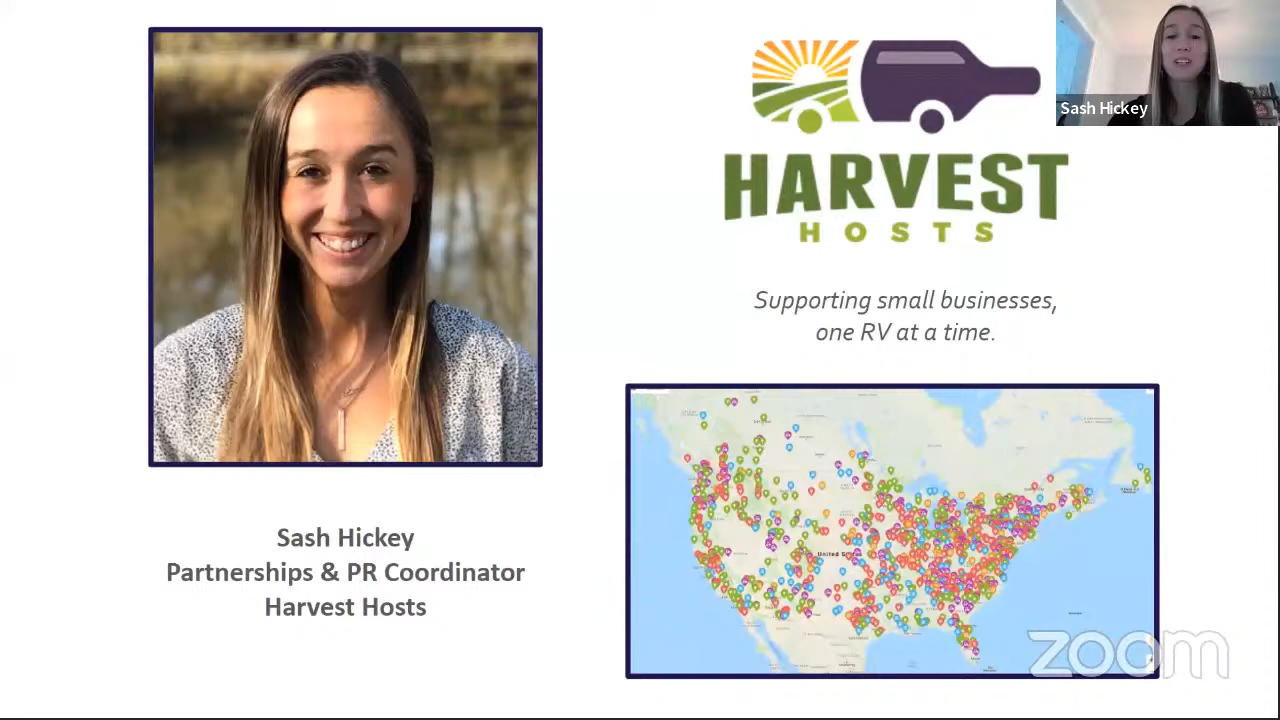 Sash Hickey
HARVEST
HOSTS
Supporting small businesses,
one RV at a time.
United States
Sash Hickey
Partnerships & PR Coordinator
Harvest Hosts
zoom